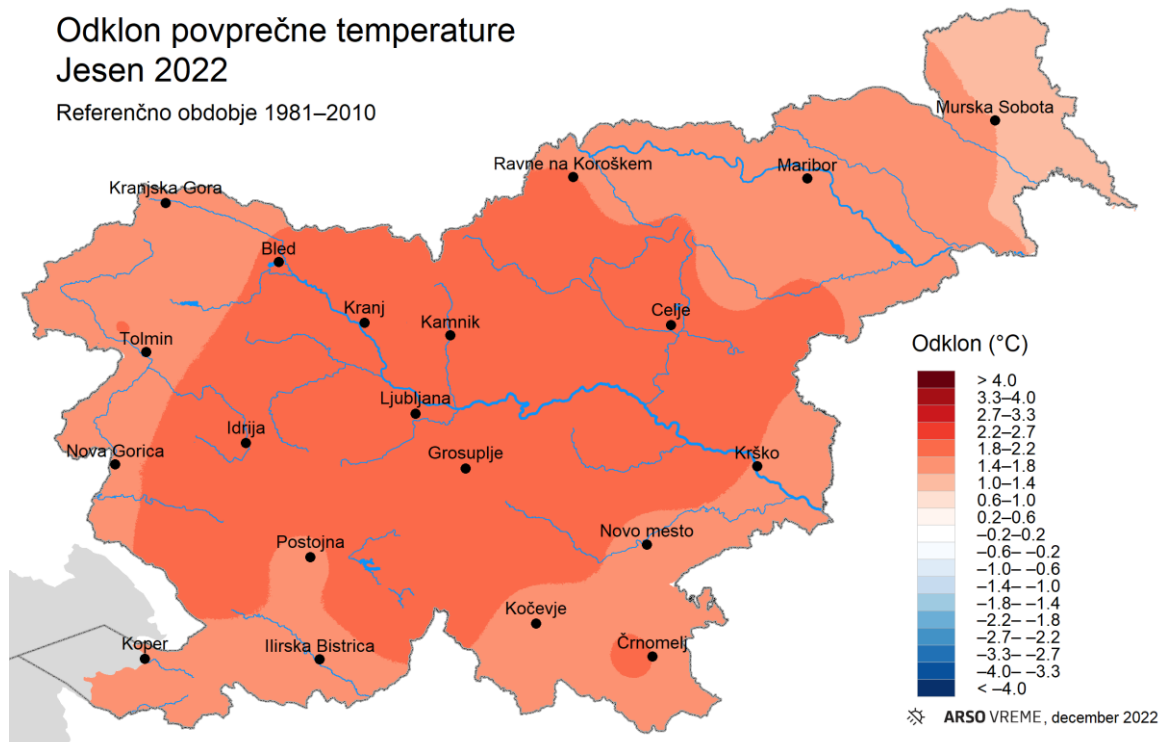 Odklon povprečne temperature
Jesen 2022
Referenčno obdobje 1981–2010
Murska Sobota
Ravne na Koroškem
Maribor
Kranjska Gora
Bled
Kranj
Kamnik
Celje
Tolmin
Ljubljana
Idrija
Nova Gorica
Grosuplje
Krško
Novo mesto
Postojna
Kočevje
Koper
Ilirska Bistrica
Črnomelj
Odklon (°C)
> 4.0
3.3–4.0
2.7–3.3
2.2–2.7
1.8–2.2
1.4–1.8
1.0–1.4
0.6–1.0
0.2–0.6
–0.2–0.2
–0.6– –0.2
–1.0– –0.6
–1.4– –1.0
–1.8– –1.4
–2.2– –1.8
–2.7– –2.2
–3.3– –2.7
–4.0– –3.3
< –4.0
ARSO VREME, december 2022